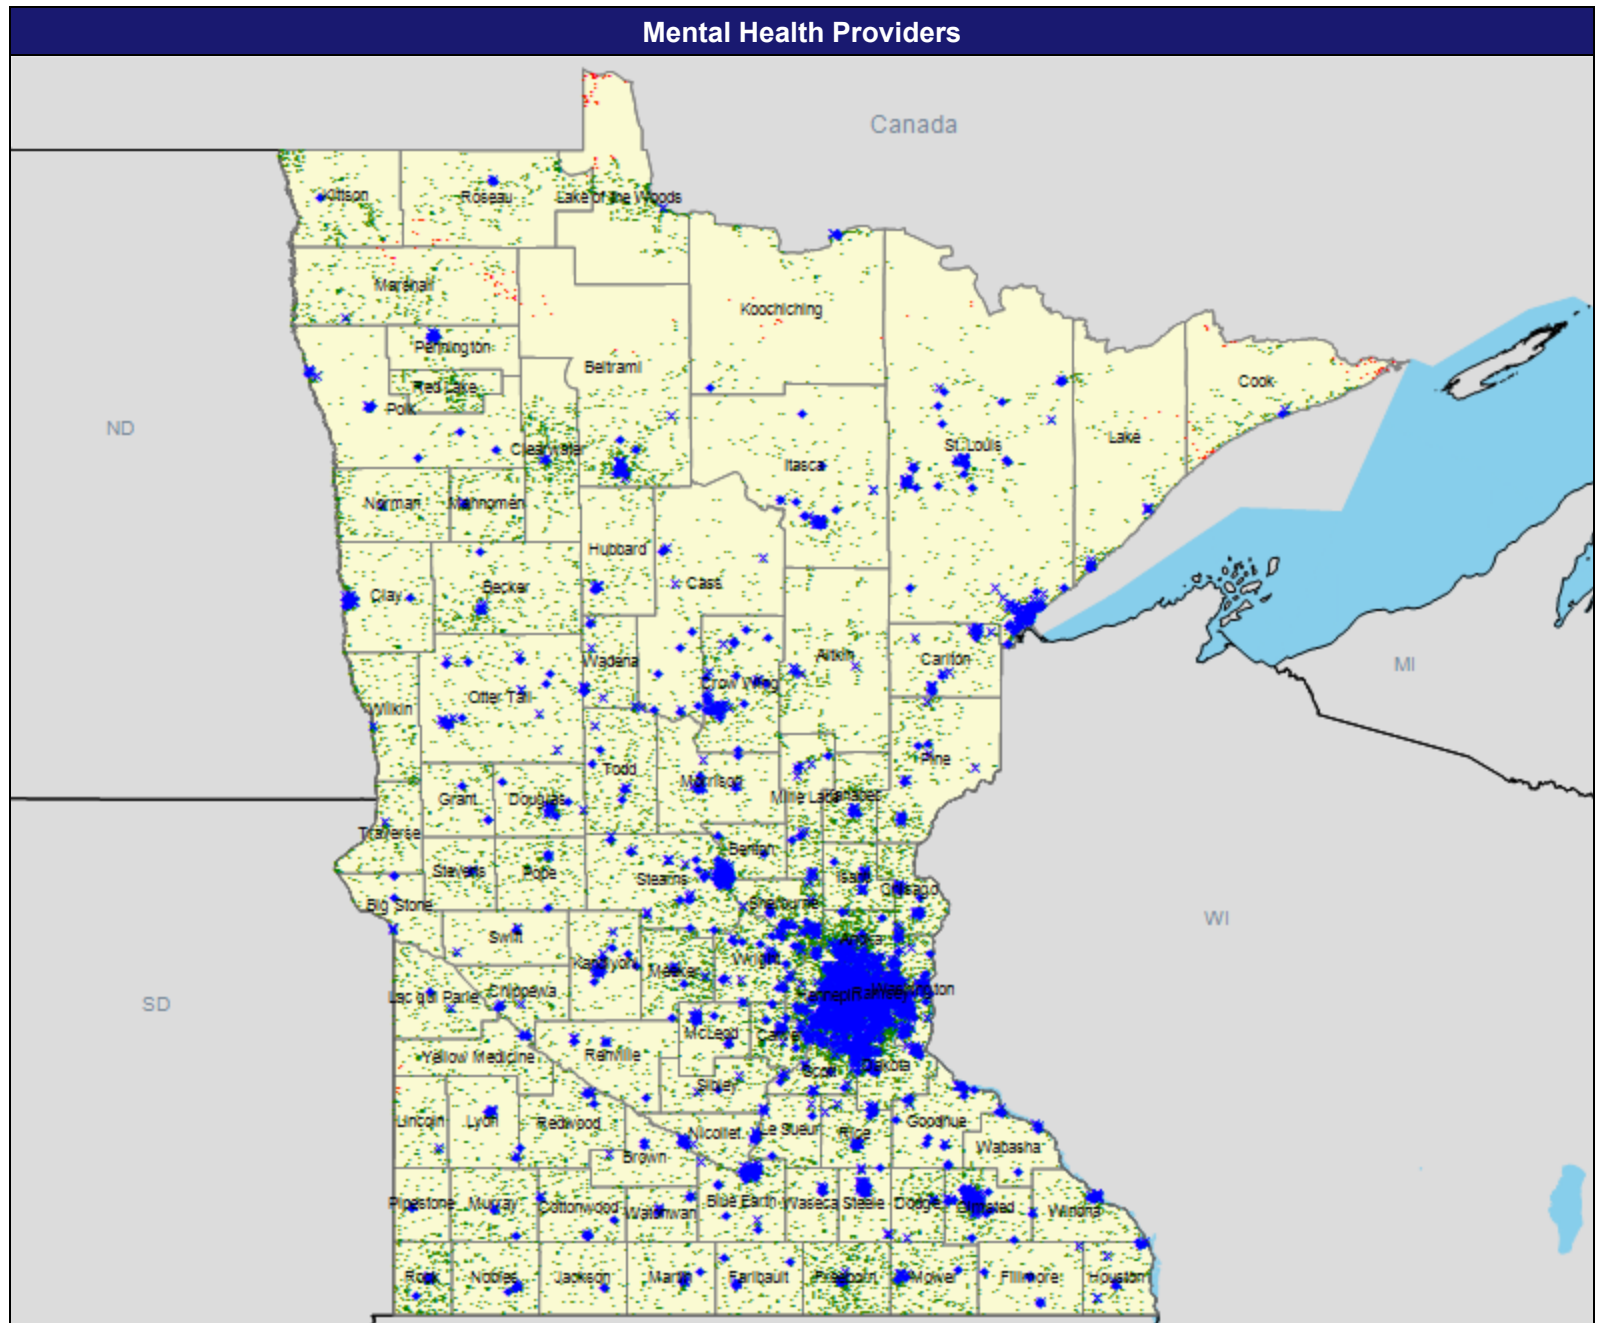 Mental Health Providers
Canada
Kittson
Roseau
Lake of the Woods
Marshall
Koochiching
Pennington
Beltrami
Red Lake
Cook
Polk
ND
Clearwater
St. Louis
Lake
Itasca
Norman
Mahnomen
Hubbard
Cass
Becker
Clay
Wadena
Aitkin
Carlton
MI
Crow Wing
Otter Tail
Wilkin
Pine
Todd
Morrison
Grant
Douglas
Mille Lacs
Kanabec
Traverse
Benton
Stevens
Pope
Stearns
Isanti
Chisago
Big Stone
Sherburne
WI
Swift
Anoka
Kandiyohi
Meeker
Wright
Lac qui Parle
Chippewa
Hennepin
Ramsey
Washington
SD
McLeod
Carver
Yellow Medicine
Renville
Scott
Dakota
Sibley
Lincoln
Lyon
Redwood
Nicollet
Le Sueur
Rice
Goodhue
Wabasha
Brown
Pipestone
Murray
Cottonwood
Watonwan
Blue Earth
Waseca
Steele
Dodge
Olmsted
Winona
Rock
Nobles
Jackson
Martin
Faribault
Freeborn
Mower
Fillmore
Houston